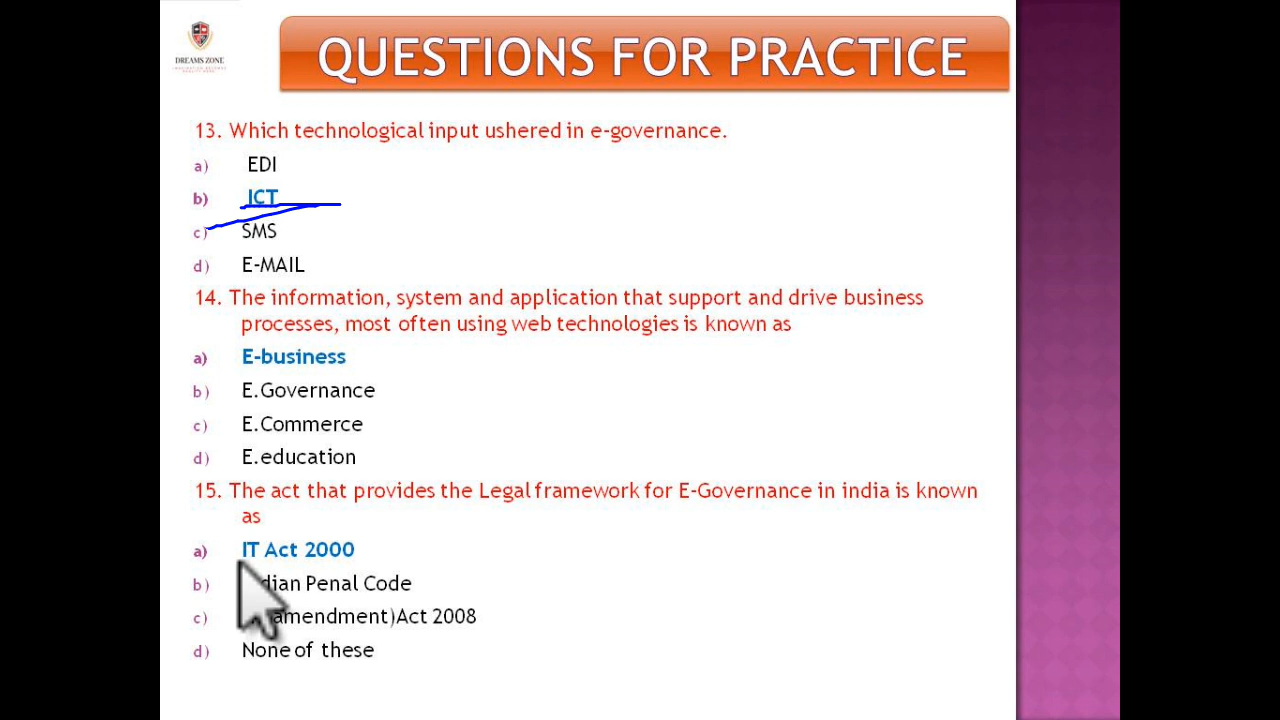 DREAMS ZONE
QUESTIONS FOR PRACTICE
13. Which technological input ushered in e-governance.
a) EDI
b) ICT
c) SMS
d) E-MAIL
14. The information, system and application that support and drive business
processes, most often using web technologies is known as
a) E-business
b) E.Governance
c) E.Commerce
d) E.education
15. The act that provides the Legal framework for E-Governance in india is known
as
a) IT Act 2000
b) Penal Code
c) amendment)Act 2008
d) None of these